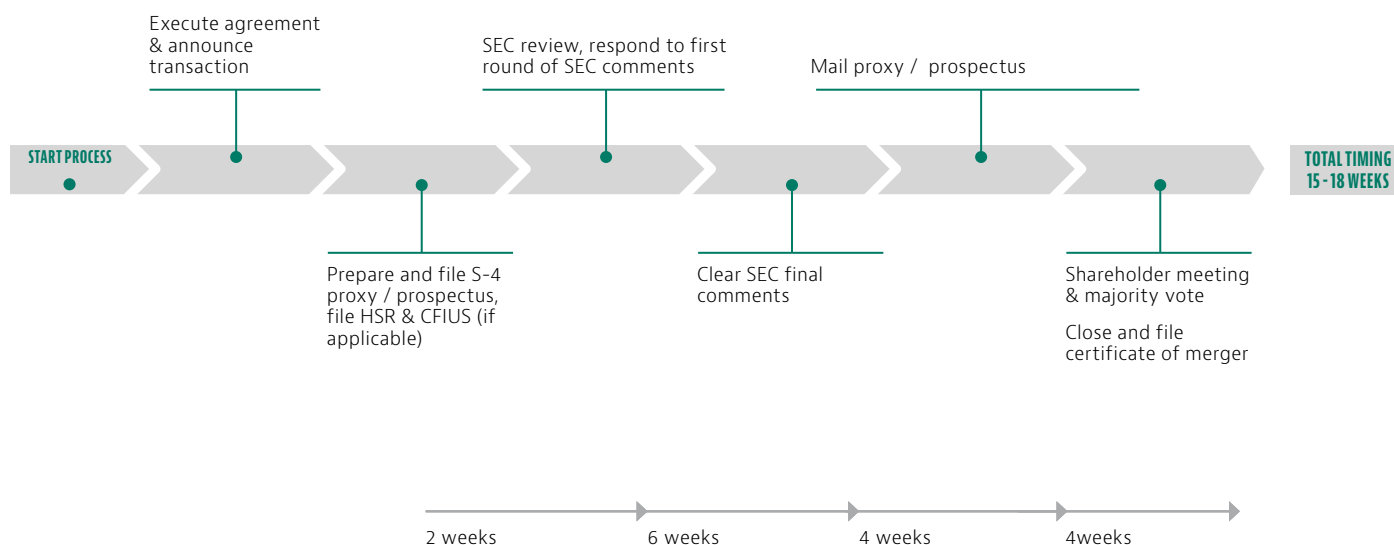 Execute agreement
& announce
transaction
SEC review, respond to first
round of SEC comments
Mail proxy / prospectus
START PROCESS
TOTAL TIMING
15 - 18 WEEKS
Prepare and file S-4
proxy / prospectus,
file HSR & CFIUS (if
applicable)
Clear SEC final
comments
Shareholder meeting
& majority vote
Close and file
certificate of merger
2 weeks
6 weeks
4 weeks
4weeks